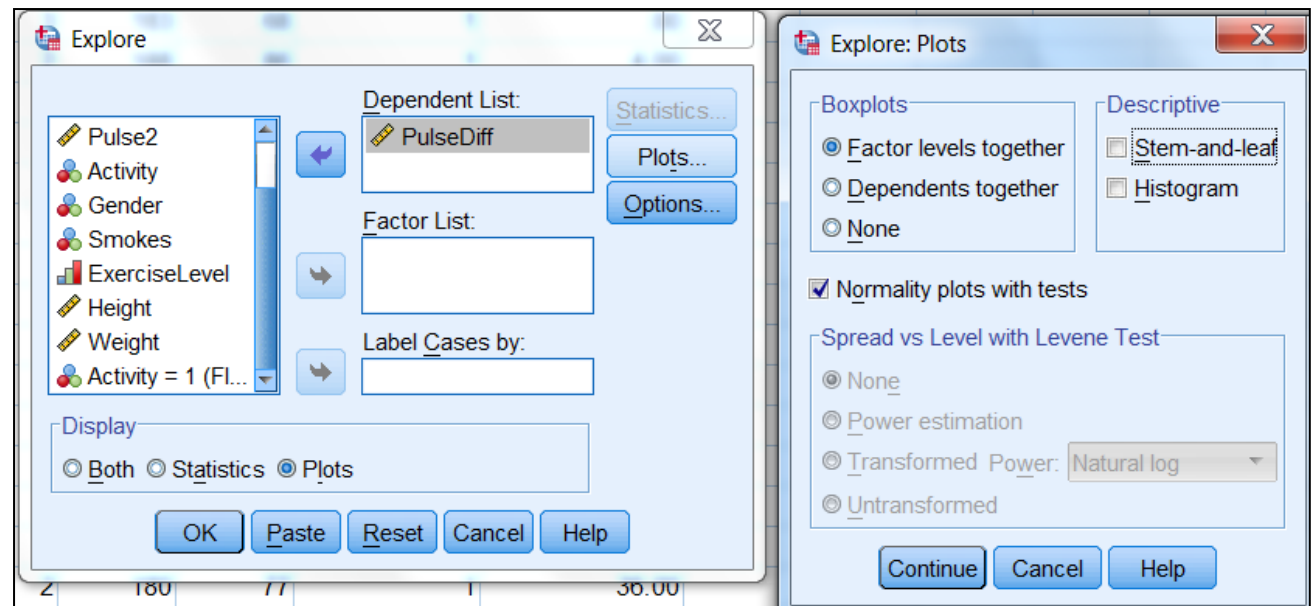 Explore
Dependent List:
Pulse2
Activity
Gender
Smokes
ExerciseLevel
Height
Weight
Activity = 1 (Fl...
PulseDiff
Factor List:
Label Cases by:
Statistics...
Plots...
Options...
Display
Both Statistics Plots
OK Paste Reset Cancel Help
2 180 77 1 36.00
Explore: Plots
Boxplots
Factor levels together
Dependents together
None
Descriptive
Stem-and-leaf
Histogram
Normality plots with tests
Spread vs Level with Levene Test
None
Power estimation
Transformed Power: Natural log
Untransformed
Continue Cancel Help